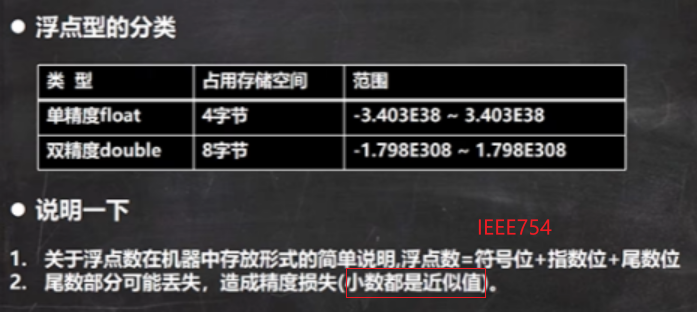 ● 浮点型的分类
类 型 占用存储空间 范围
单精度float 4字节 -3.403E38 ~ 3.403E38
双精度double 8字节 -1.798E308 ~ 1.798E308
● 说明一下
IEEE754
1. 关于浮点数在机器中存放形式的简单说明,浮点数=符号位+指数位+尾数位
2. 尾数部分可能丢失，造成精度损失(小数都是近似值)。